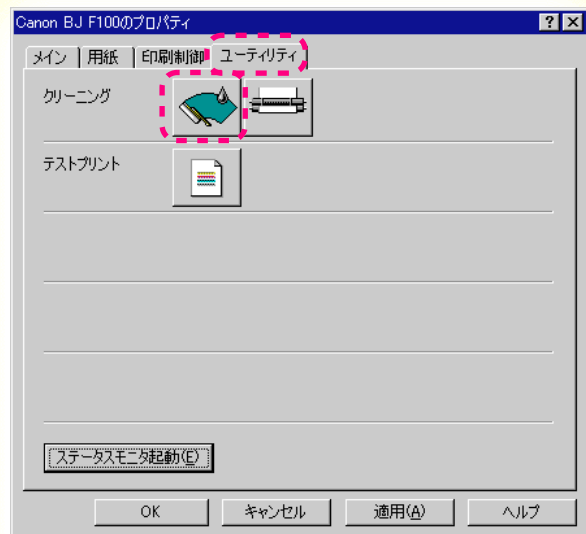 Canon BJ F100のプロパティ
メイン 用紙 印刷制御 ユーティリティ
クリーニング
テストプリント
ステータスモニタ起動(E)
OK キャンセル 適用(A) ヘルプ